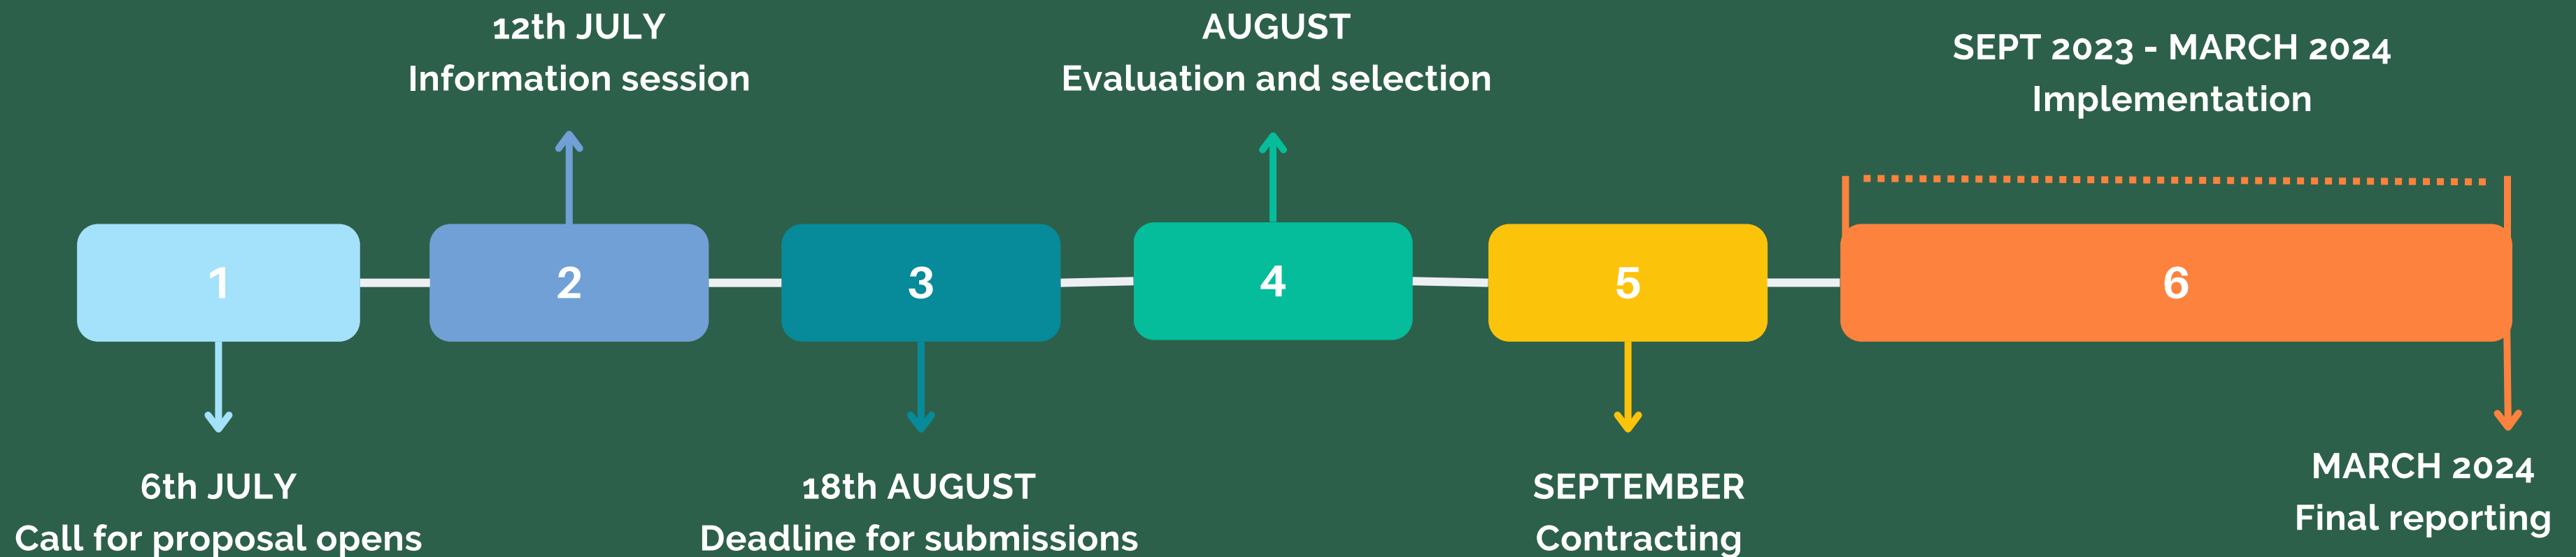 12th JULY
Information session
AUGUST
Evaluation and selection
SEPT 2023 - MARCH 2024
Implementation
1
2
3
4
5
6
6th JULY
Call for proposal opens
18th AUGUST
Deadline for submissions
SEPTEMBER
Contracting
MARCH 2024
Final reporting